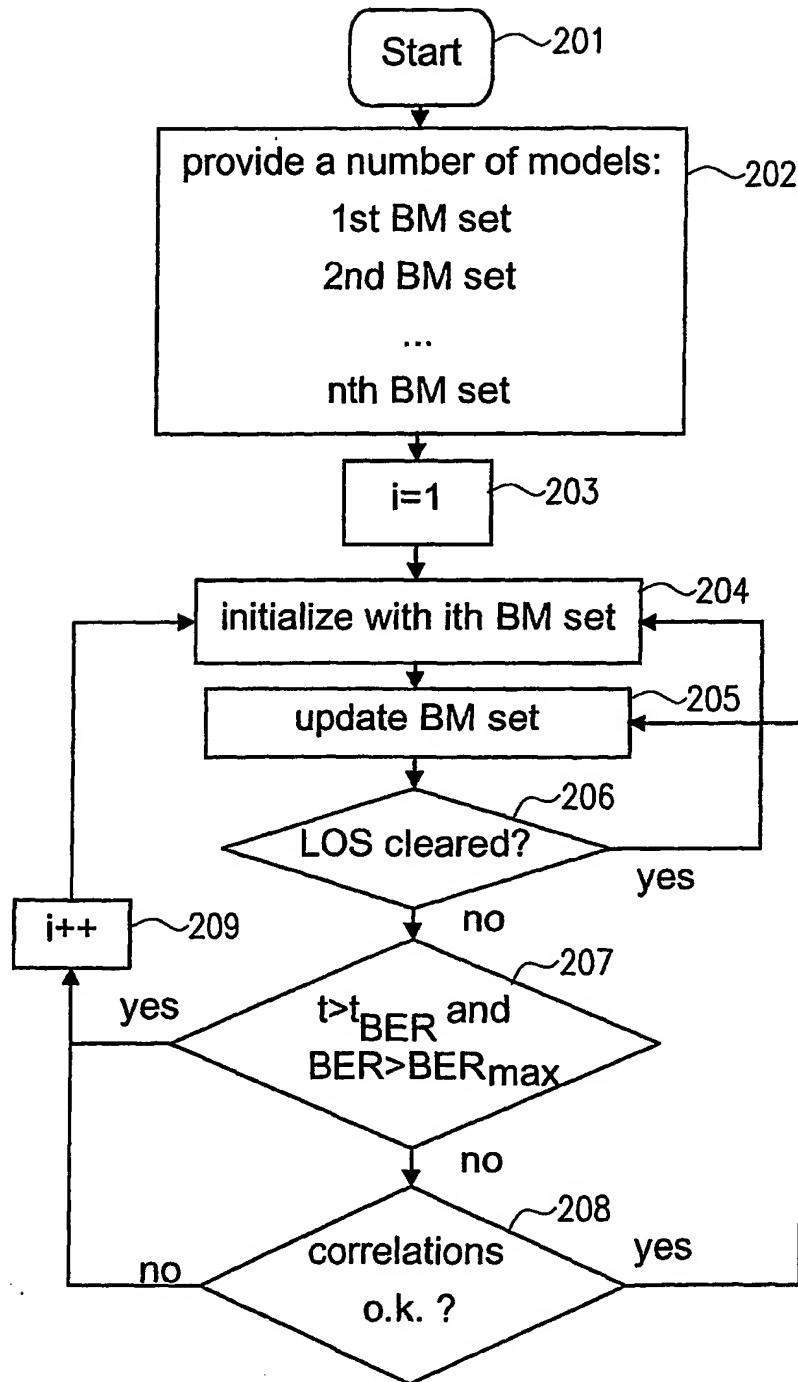 Start
201
provide a number of models:
202
1st BM set
2nd BM set
...
nth BM set
i=1
203
204
initialize with ith BM set
205
update BM set
206
LOS cleared?
yes
no
i++
209
207
yes
t>tBER and
BER>BERmax
no
208
correlations
o.k. ?
no
yes